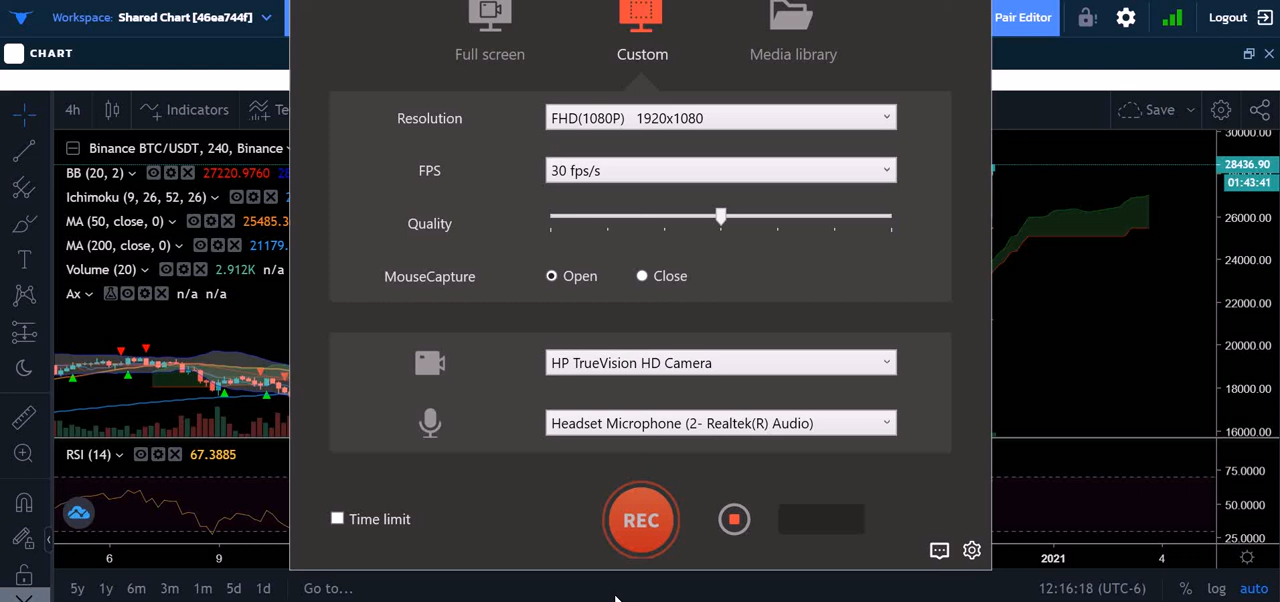 Workspace: Shared Chart [46ea744f]
Pair Editor
Logout
CHART
Full screen
Custom
Media library
4h
Indicators
Te
Save
Resolution
FHD(1080P) 1920x1080
FPS
30 fps/s
Quality
MouseCapture
Open
Close
HP TrueVision HD Camera
Headset Microphone (2- Realtek(R) Audio)
Time limit
REC
Binance BTC/USDT, 240, Binance
BB (20, 2) 27220.9760
Ichimoku (9, 26, 52, 26)
MA (50, close, 0) 25485.
MA (200, close, 0) 21179.
Volume (20) 2.912K n/a
Ax n/a n/a
RSI (14) 67.3885
30000.00
28436.90
01:43:41
26000.00
24000.00
22000.00
20000.00
18000.00
16000.00
75.0000
50.0000
25.0000
6
9
2021
4
5y 1y 6m 3m 1m 5d 1d
Go to...
12:16:18 (UTC-6)
% log auto